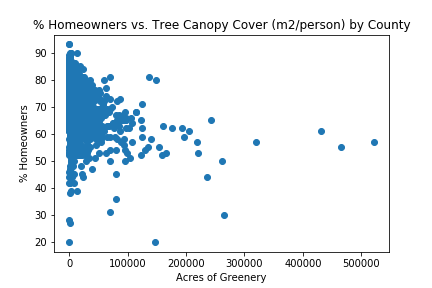 % Homeowners vs. Tree Canopy Cover (m2/person) by County
% Homeowners
90
80
70
60
50
40
30
20
0 100000 200000 300000 400000 500000
Acres of Greenery